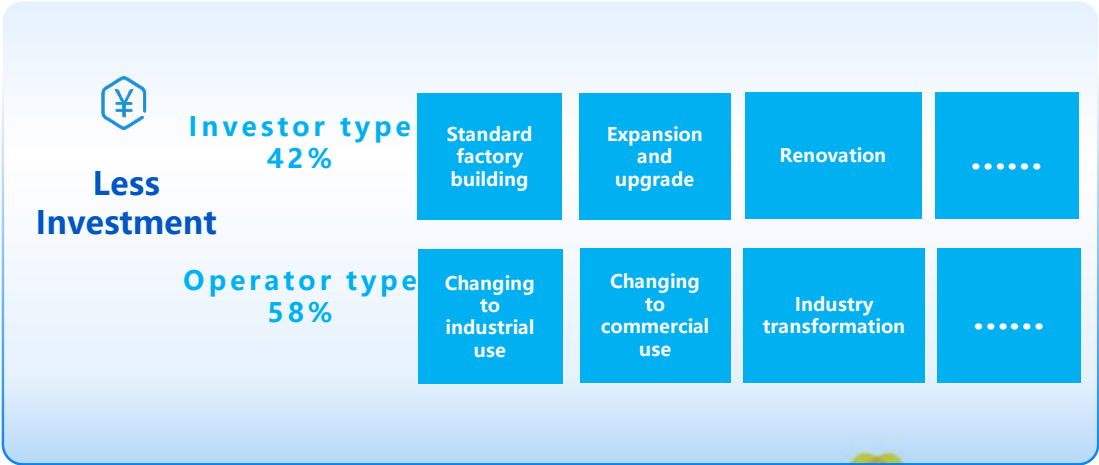 ¥
Less
Investment
Investor type
42%
Standard
factory
building
Expansion
and
upgrade
Renovation
······
Operator type
58%
Changing
to
industrial
use
Changing
to
commercial
use
Industry
transformation
······